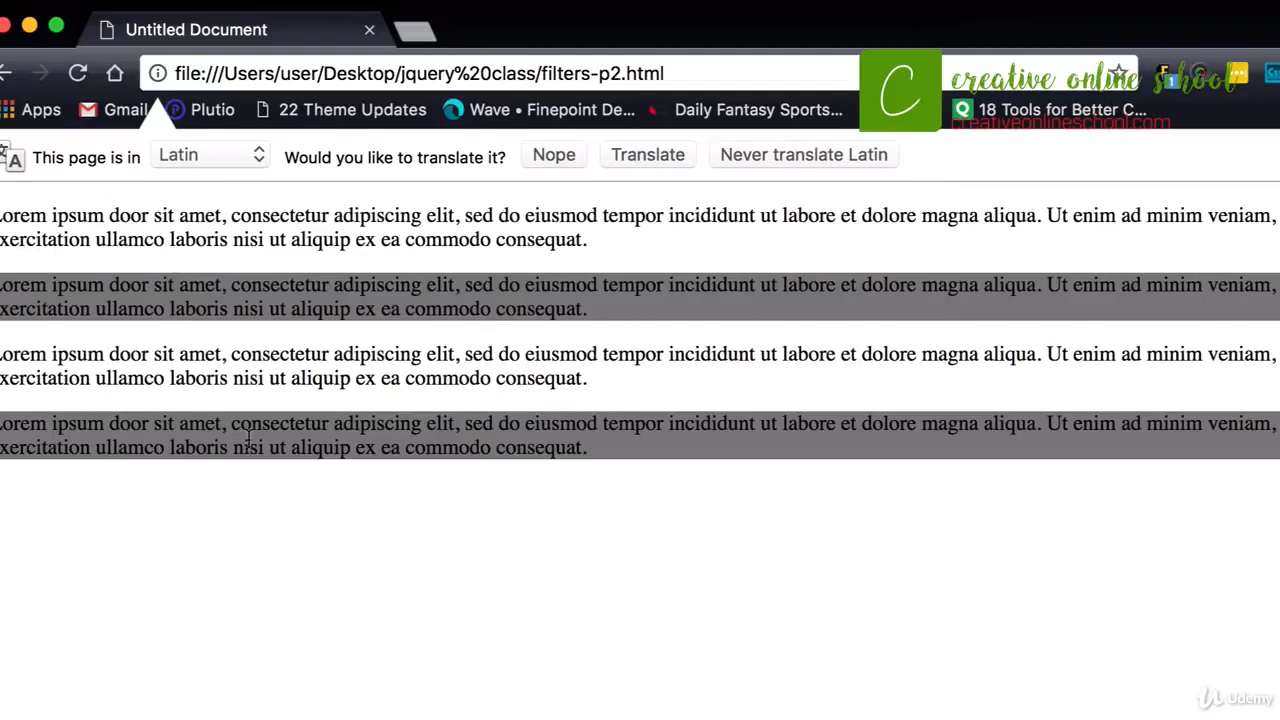 Untitled Document
file:///Users/user/Desktop/jquery%20class/filters-p2.html
C creative online school
Apps Gmail Plutio 22 Theme Updates Wave • Finepoint De... Daily Fantasy Sports... 18 Tools for Better C...
creativeonlineschool.com
This page is in Latin Would you like to translate it? Nope Translate Never translate Latin
orem ipsum door sit amet, consectetur adipiscing elit, sed do eiusmod tempor incididunt ut labore et dolore magna aliqua. Ut enim ad minim veniam,
xercitation ullamco laboris nisi ut aliquip ex ea commodo consequat.
orem ipsum door sit amet, consectetur adipiscing elit, sed do eiusmod tempor incididunt ut labore et dolore magna aliqua. Ut enim ad minim veniam,
xercitation ullamco laboris nisi ut aliquip ex ea commodo consequat.
orem ipsum door sit amet, consectetur adipiscing elit, sed do eiusmod tempor incididunt ut labore et dolore magna aliqua. Ut enim ad minim veniam,
xercitation ullamco laboris nisi ut aliquip ex ea commodo consequat.
orem ipsum door sit amet, consectetur adipiscing elit, sed do eiusmod tempor incididunt ut labore et dolore magna aliqua. Ut enim ad minim veniam,
xercitation ullamco laboris nisi ut aliquip ex ea commodo consequat.
Udemy